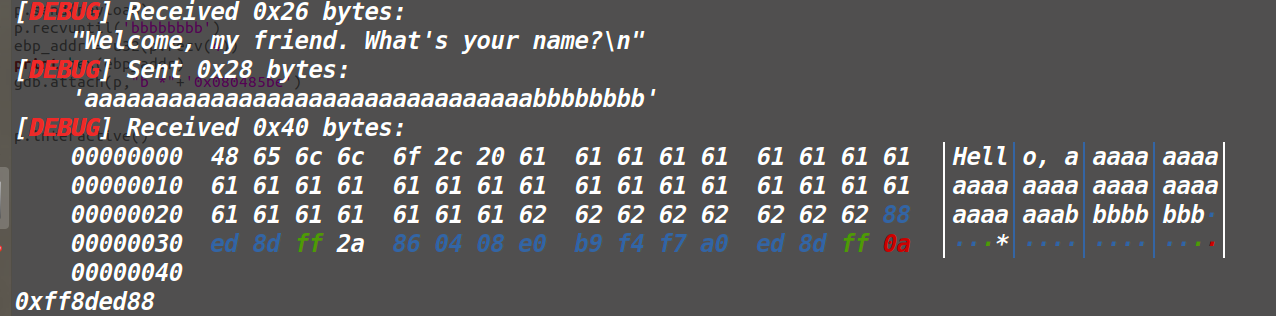 [DEBUG] Received 0x26 bytes:
"Welcome, my friend. What's your name?\n"
[DEBUG] Sent 0x28 bytes:
'aaaaaaaaaaaaaaaaaaaaaaaaaaaaaaaabbbbbbbb'
[DEBUG] Received 0x40 bytes:
00000000 48 65 6c 6c 6f 2c 20 61 61 61 61 61 61 61 61 61 │Hell│o, a│aaaa│aaaa│
00000010 61 61 61 61 61 61 61 61 61 61 61 61 61 61 61 61 │aaaa│aaaa│aaaa│aaaa│
00000020 61 61 61 61 61 61 61 62 62 62 62 62 62 62 62 88 │aaaa│aaab│bbbb│bbb·│
00000030 ed 8d ff 2a 86 04 08 e0 b9 f4 f7 a0 ed 8d ff 0a │···*│····│····│····│
00000040
0xff8ded88